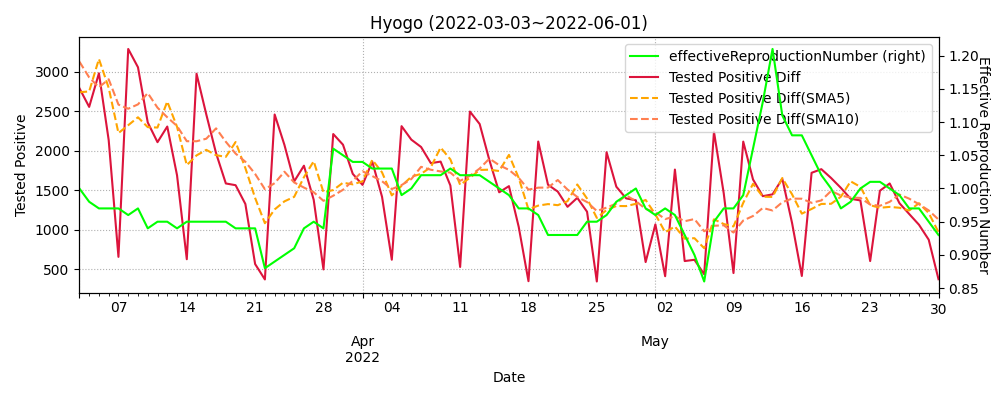 Hyogo (2022-03-03~2022-06-01)
effectiveReproductionNumber (right)
Tested Positive Diff
Tested Positive Diff(SMA5)
Tested Positive Diff(SMA10)
Tested Positive
3000
2500
2000
1500
1000
500
Effective Reproduction Number
1.20
1.15
1.10
1.05
1.00
0.95
0.90
0.85
07 14 21 28 04 11 18 25 02 09 16 23 30
Apr May
2022
Date